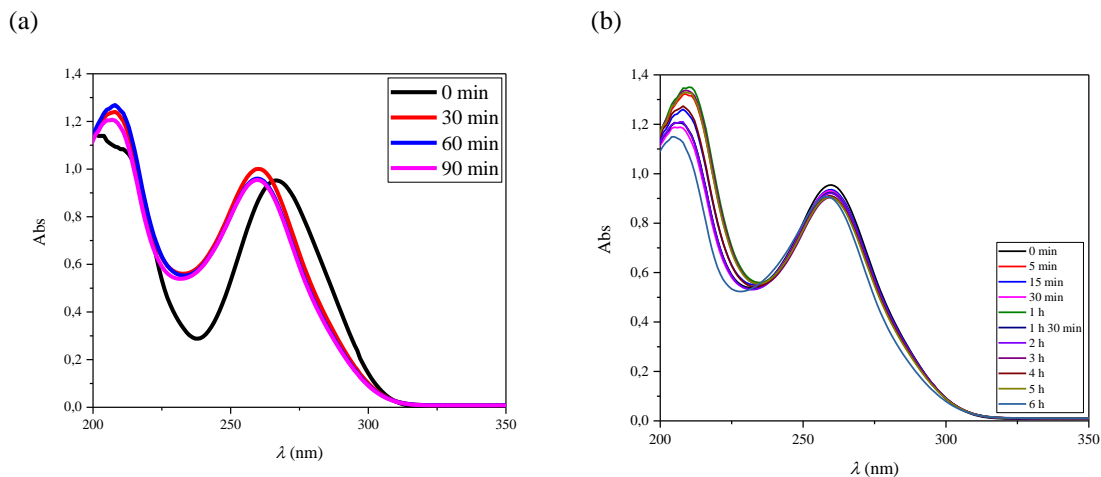 (a)
(b)
1,4
1,2
1,0
0,8
0,6
0,4
0,2
0,0
Abs
200
250
300
350
λ (nm)
0 min
30 min
60 min
90 min
1,4
1,2
1,0
0,8
0,6
0,4
0,2
0,0
Abs
200
250
300
350
λ (nm)
0 min
5 min
15 min
30 min
1 h
1 h 30 min
2 h
3 h
4 h
5 h
6 h